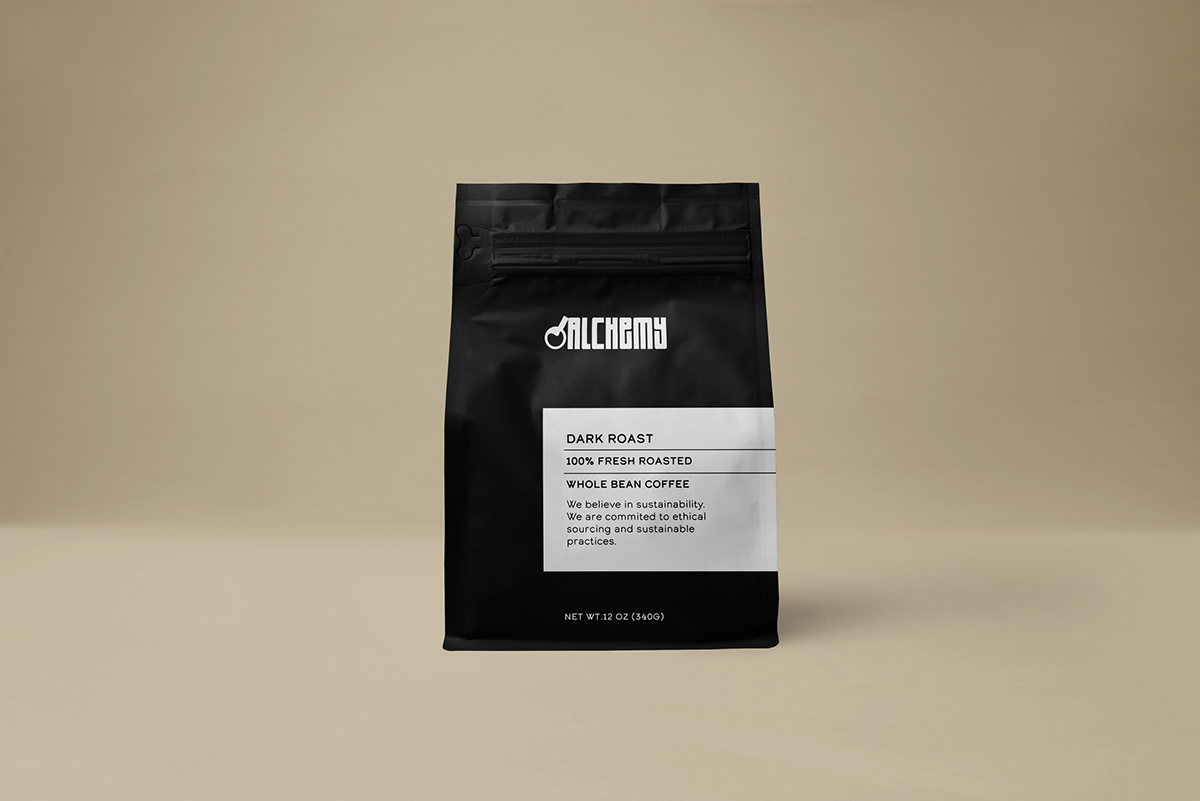 ALCHEMY
DARK ROAST
100% FRESH ROASTED
WHOLE BEAN COFFEE
We believe in sustainability.
We are commited to ethical
sourcing and sustainable
practices.
NET WT.12 OZ (340G)